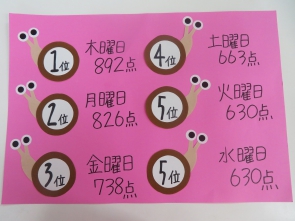 1位
木曜日
892点
2位
月曜日
826点
3位
金曜日
738点
4位
土曜日
663点
5位
火曜日
630点
5位
水曜日
630点